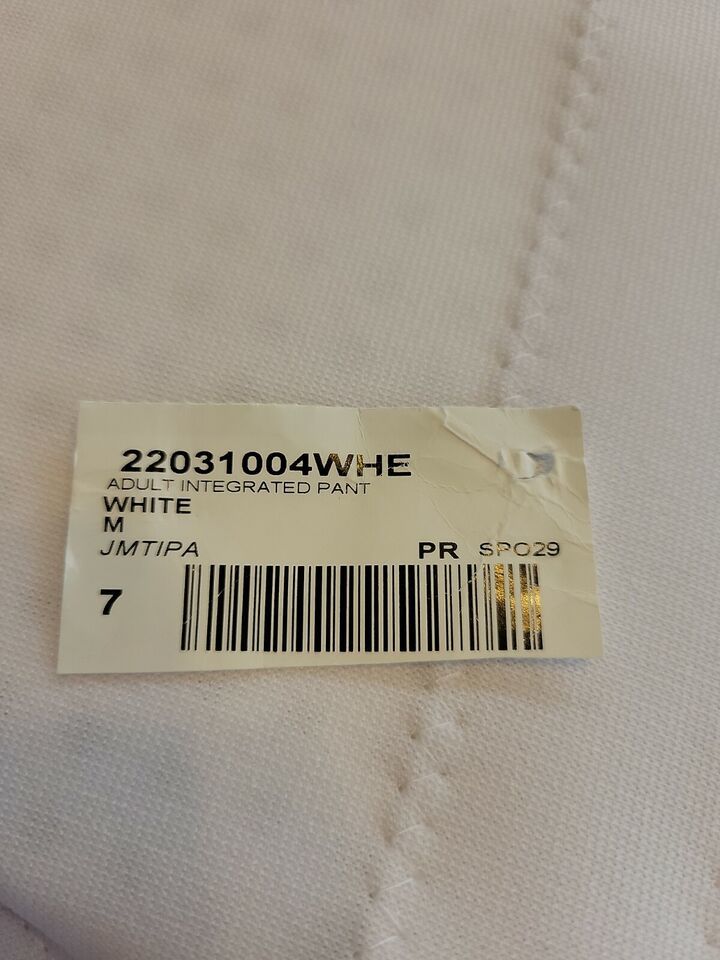 22031004WHE
ADULT INTEGRATED PANT
WHITE
M
JMTIPA PR SPO29
7